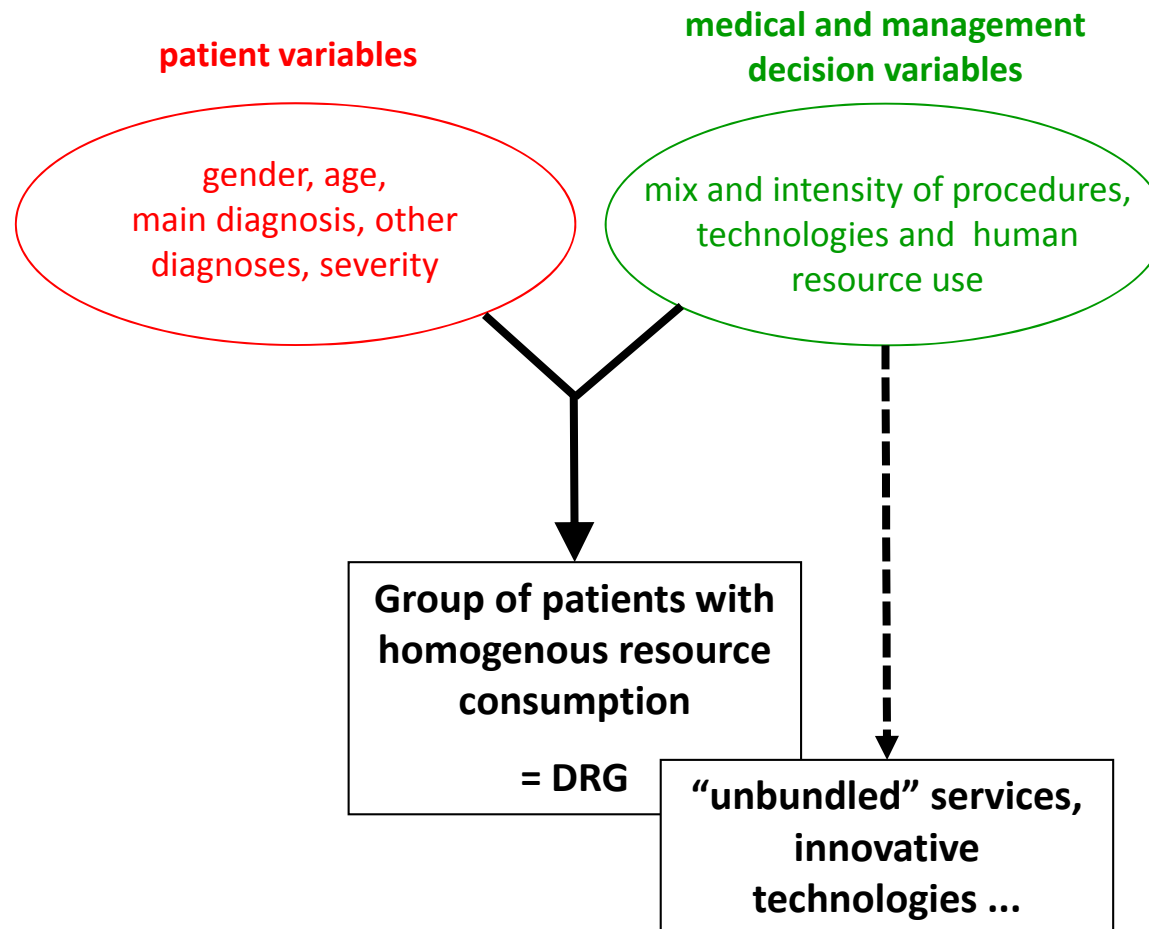 patient variables
medical and management
decision variables
gender, age,
main diagnosis, other
diagnoses, severity
mix and intensity of procedures,
technologies and human
resource use
Group of patients with
homogenous resource
consumption
= DRG
“unbundled” services,
innovative
technologies ...